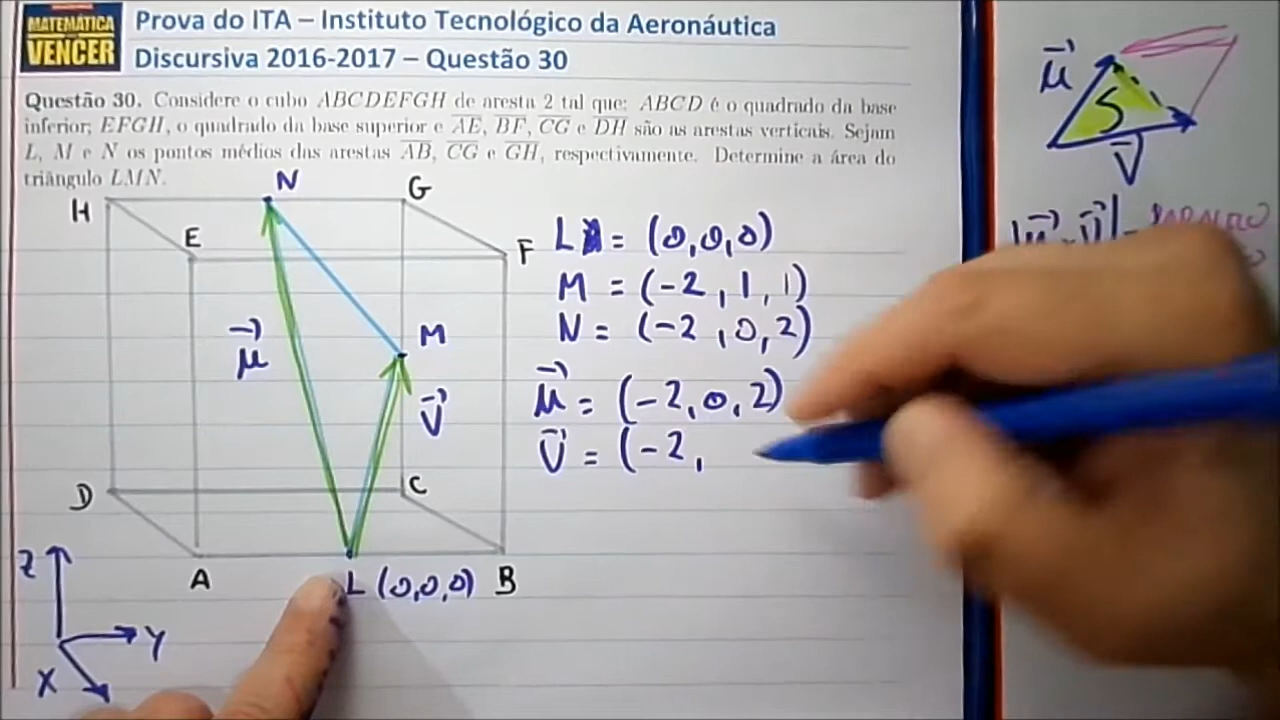 MATEMÁTICA
PRA
VENCER
Prova do ITA – Instituto Tecnológico da Aeronáutica
Discursiva 2016-2017 – Questão 30
Questão 30. Considere o cubo ABCDEFGH de aresta 2 tal que: ABCD é o quadrado da base
inferior; EFGH, o quadrado da base superior e AE, BF, CG e DH são as arestas verticais. Sejam
L, M e N os pontos médios das arestas AB, CG e GH, respectivamente. Determine a área do
triângulo LMN.
N
G
H
E
F
M
μ⃗
V⃗
D
C
A
L (0,0,0)
B
Z
Y
X
L = (0,0,0)
M = (-2, 1, 1)
N = (-2, 0, 2)
μ⃗ = (-2, 0, 2)
V⃗ = (-2,
μ⃗
S
V⃗